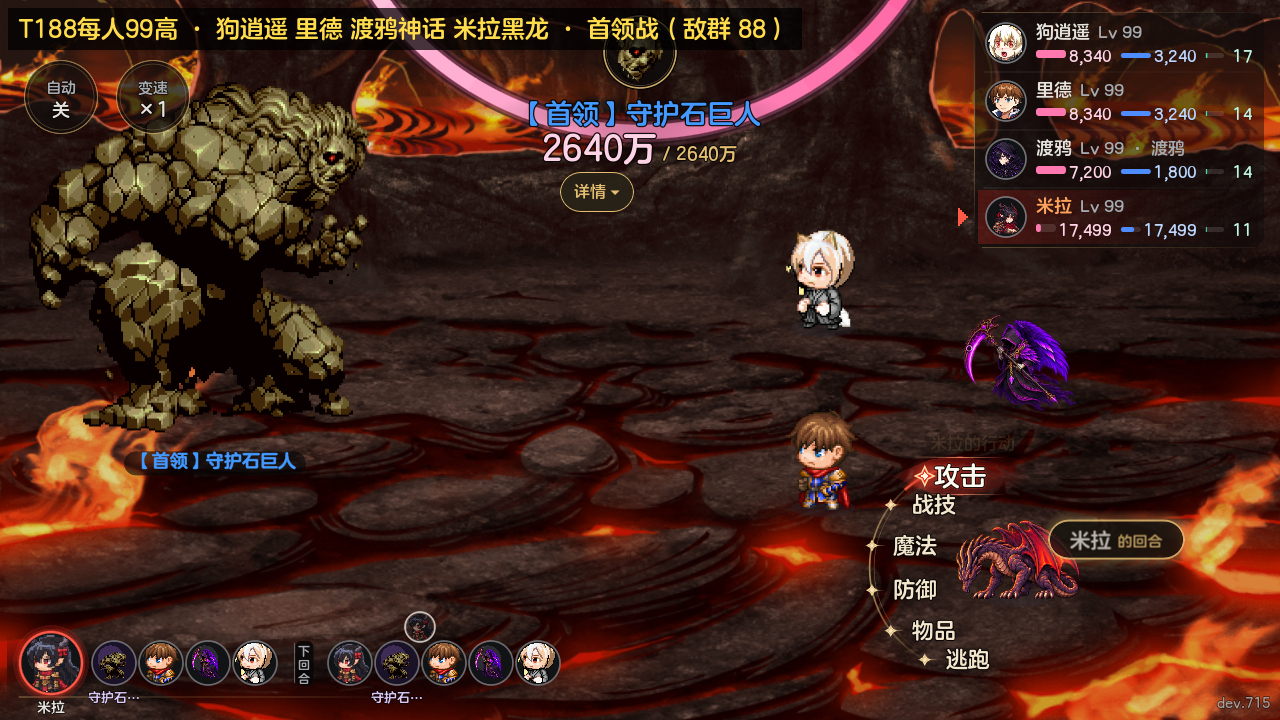 T188每人99高 · 狗逍遥 里德 渡鸦神话 米拉黑龙 · 首领战（敌群 88）
自动
关
变速
×1
【首领】守护石巨人
2640万 / 2640万
详情
狗逍遥 Lv 99
8,340 3,240 17
里德 Lv 99
8,340 3,240 14
渡鸦 Lv 99 · 渡鸦
7,200 1,800 14
米拉 Lv 99
17,499 17,499 11
【首领】守护石巨人
米拉的行动
攻击
战技
魔法
防御
物品
逃跑
米拉 的回合
米拉
守护石…
下回合
守护石…
dev.715